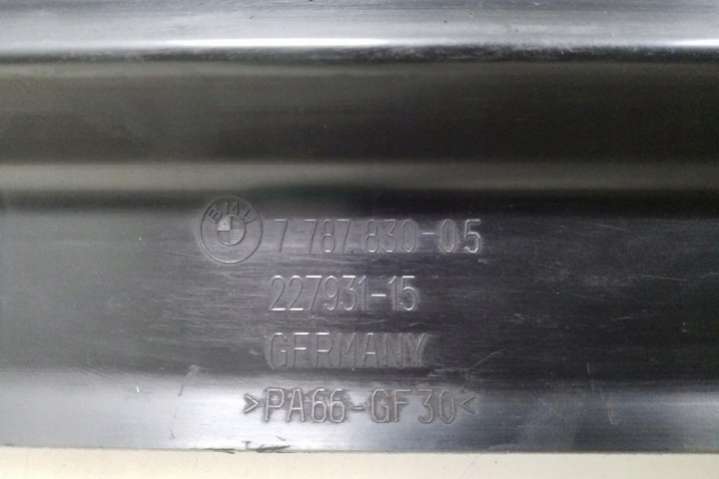 BMW 7 787 830-05
227931-15
GERMANY
>PA66-GF30<